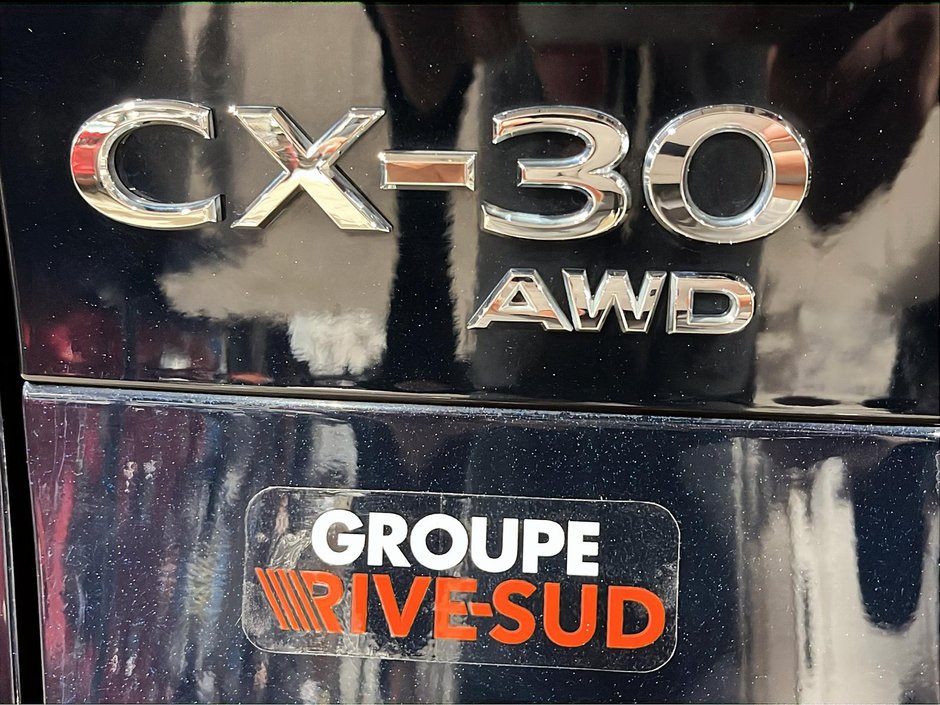 CX-30
AWD
GROUPE
RIVE-SUD